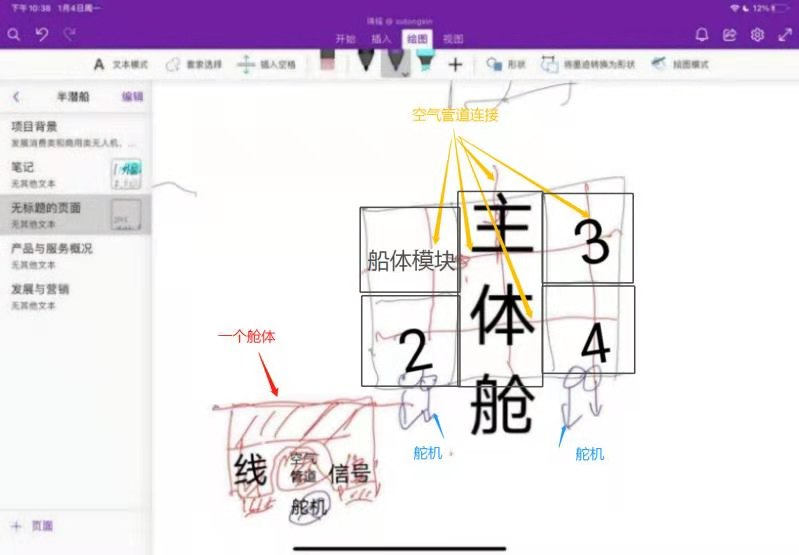 下午10:38 1月4日周一
12%
开始 插入 绘图 视图
文本模式 套索选择 插入空格 形状 将墨迹转换为形状 绘图模式
半潜船 编辑
项目背景
发展消费类和商用类无人机、...
笔记
无其他文本
无标题的页面
无其他文本
产品与服务概况
无其他文本
发展与营销
无其他文本
页面
空气管道连接
船体模块
主体舱
3
2
4
一个舱体
线
空气管道
信号
舵机
舵机
舵机